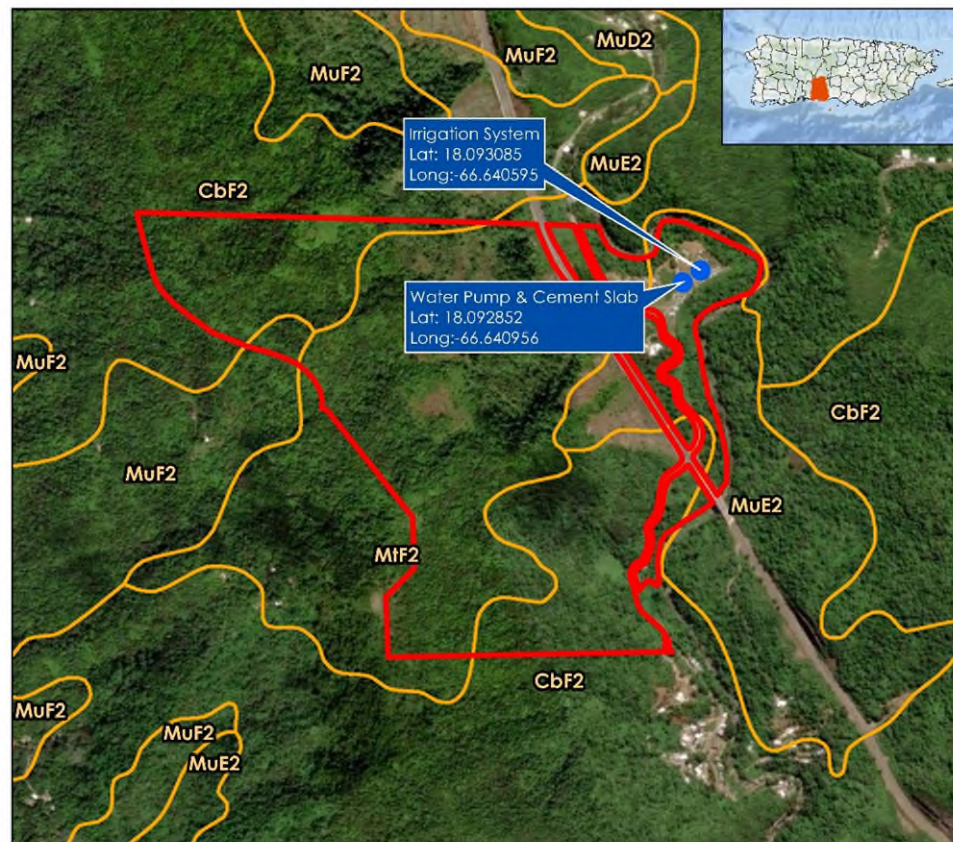 MuF2
MuF2
MuD2
Irrigation System
Lat: 18.093085
Long:-66.640595
MuE2
CbF2
Water Pump & Cement Slab
Lat: 18.092852
Long:-66.640956
MuF2
CbF2
MuF2
MuE2
MtF2
CbF2
MuF2
MuF2
MuE2